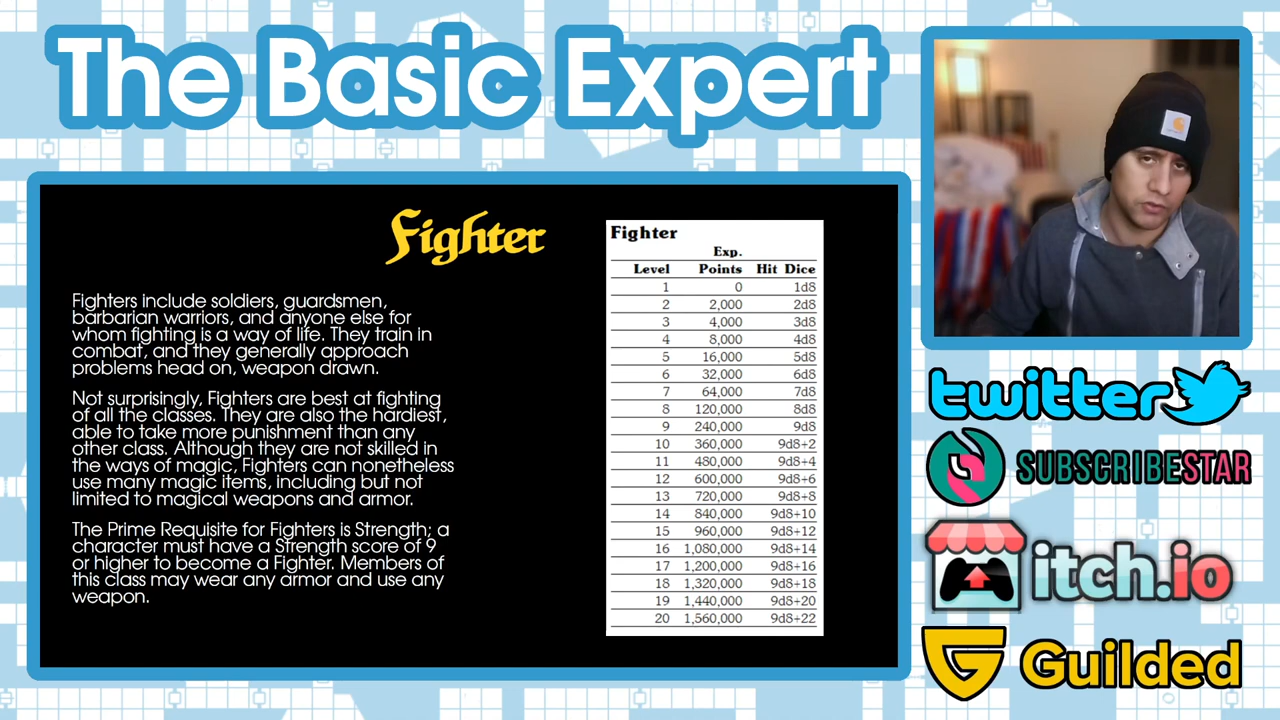 The Basic Expert
Fighter
Fighters include soldiers, guardsmen,
barbarian warriors, and anyone else for
whom fighting is a way of life. They train in
combat, and they generally approach
problems head on, weapon drawn.
Not surprisingly, Fighters are best at fighting
of all the classes. They are also the hardiest,
able to take more punishment than any
other class. Although they are not skilled in
the ways of magic, Fighters can nonetheless
use many magic items, including but not
limited to magical weapons and armor.
The Prime Requisite for Fighters is Strength; a
character must have a Strength score of 9
or higher to become a Fighter. Members of
this class may wear any armor and use any
weapon.
Fighter
Exp.
Level Points Hit Dice
1 0 1d8
2 2,000 2d8
3 4,000 3d8
4 8,000 4d8
5 16,000 5d8
6 32,000 6d8
7 64,000 7d8
8 120,000 8d8
9 240,000 9d8
10 360,000 9d8+2
11 480,000 9d8+4
12 600,000 9d8+6
13 720,000 9d8+8
14 840,000 9d8+10
15 960,000 9d8+12
16 1,080,000 9d8+14
17 1,200,000 9d8+16
18 1,320,000 9d8+18
19 1,440,000 9d8+20
20 1,560,000 9d8+22
twitter
SUBSCRIBESTAR
itch.io
Guilded